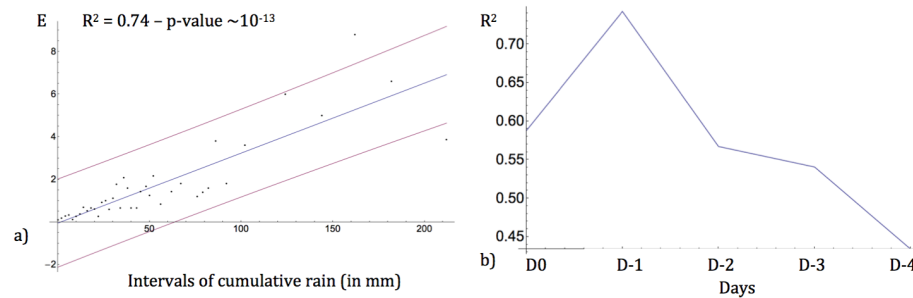 E R² = 0.74 – p-value ~10⁻¹³
8
6
4
2
-2
50 100 150 200
a)
Intervals of cumulative rain (in mm)
R²
0.70
0.65
0.60
0.55
0.50
0.45
D0 D-1 D-2 D-3 D-4
b)
Days